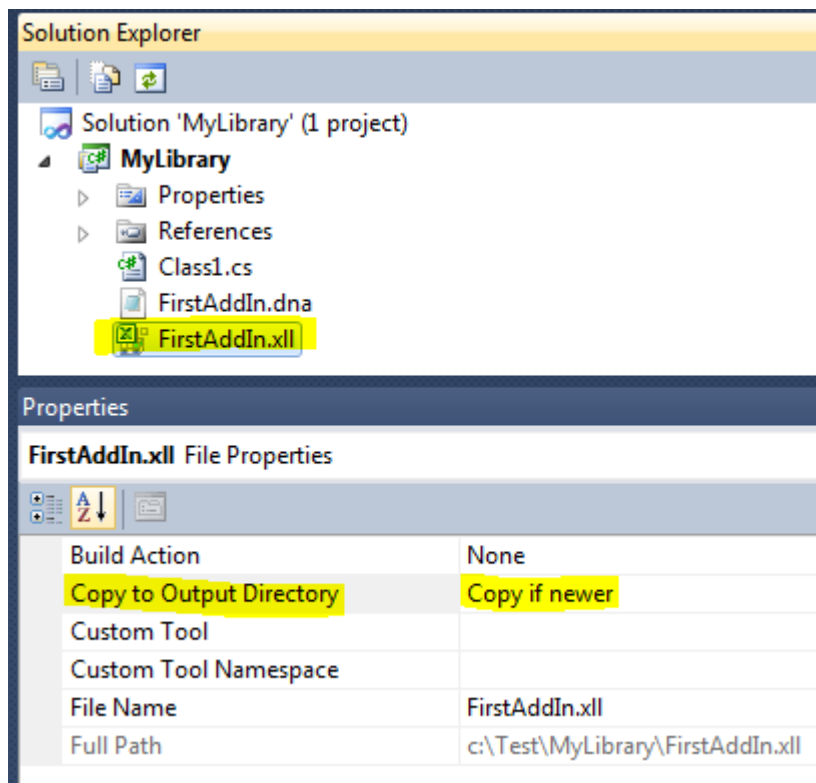 Solution Explorer
Solution 'MyLibrary' (1 project)
MyLibrary
Properties
References
Class1.cs
FirstAddIn.dna
FirstAddIn.xll
Properties
FirstAddIn.xll File Properties
Build Action None
Copy to Output Directory Copy if newer
Custom Tool
Custom Tool Namespace
File Name FirstAddIn.xll
Full Path c:\Test\MyLibrary\FirstAddIn.xll